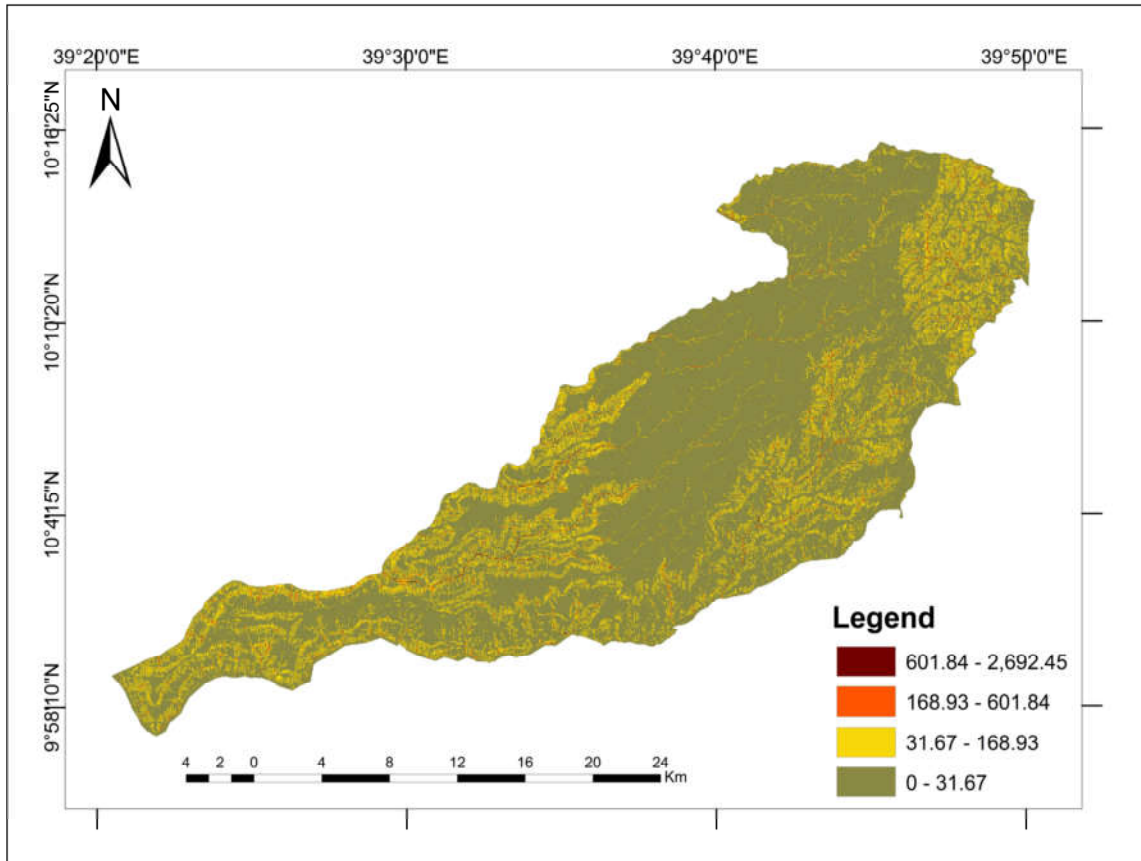 39°20'0"E 39°30'0"E 39°40'0"E 39°50'0"E
N
10°16'25"N
10°10'20"N
10°4'15"N
9°58'10"N
Legend
601.84 - 2,692.45
168.93 - 601.84
31.67 - 168.93
0 - 31.67
4 2 0 4 8 12 16 20 24
Km